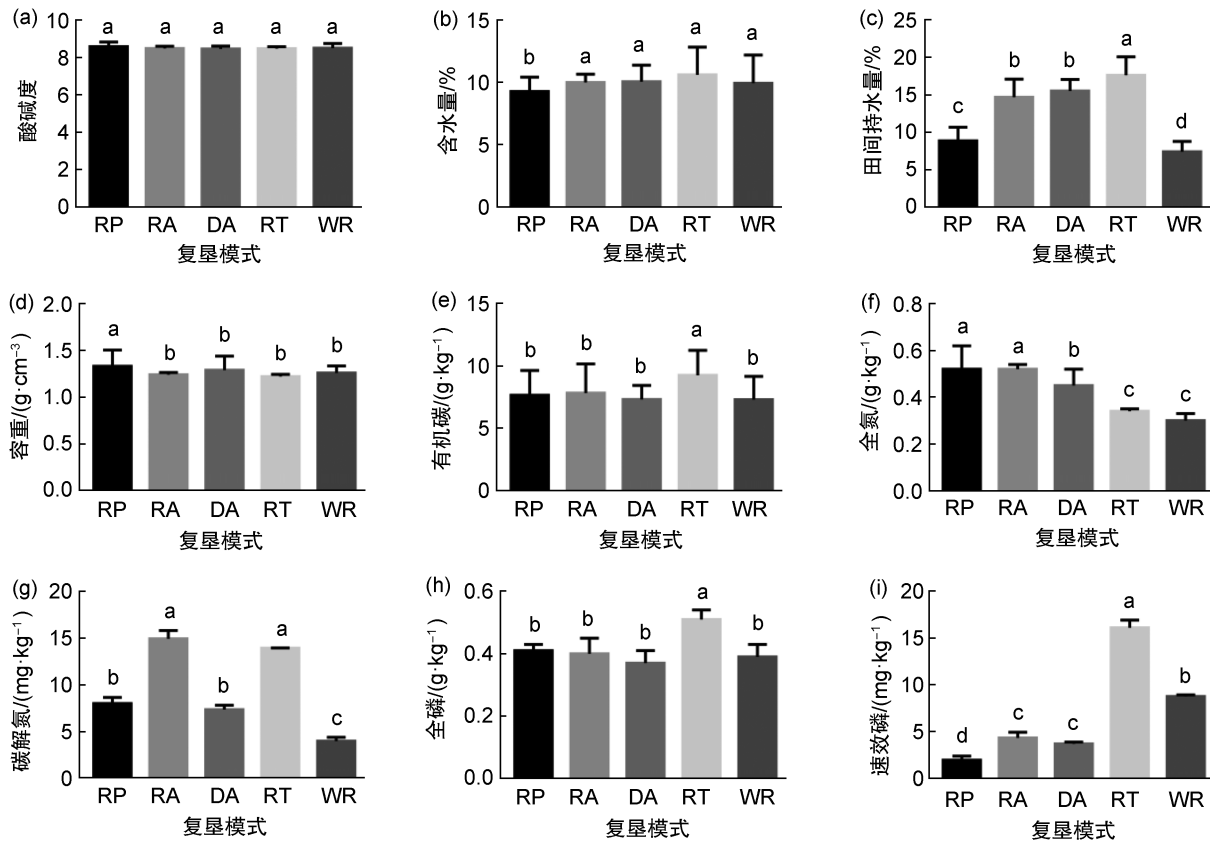 (a)
酸碱度
10
8
6
4
2
0
a a a a a
RP RA DA RT WR
复垦模式
(b)
含水量/%
15
10
5
0
b a a a a
RP RA DA RT WR
复垦模式
(c)
田间持水量/%
25
20
15
10
5
0
c b b a d
RP RA DA RT WR
复垦模式
(d)
容重/(g·cm⁻³)
2.0
1.5
1.0
0.5
0.0
a b b b b
RP RA DA RT WR
复垦模式
(e)
有机碳/(g·kg⁻¹)
15
10
5
0
b b b a b
RP RA DA RT WR
复垦模式
(f)
全氮/(g·kg⁻¹)
0.8
0.6
0.4
0.2
0.0
a a b c c
RP RA DA RT WR
复垦模式
(g)
碳解氮/(mg·kg⁻¹)
20
15
10
5
0
b a b a c
RP RA DA RT WR
复垦模式
(h)
全磷/(g·kg⁻¹)
0.6
0.4
0.2
0.0
b b b a b
RP RA DA RT WR
复垦模式
(i)
速效磷/(mg·kg⁻¹)
20
15
10
5
0
d c c a b
RP RA DA RT WR
复垦模式